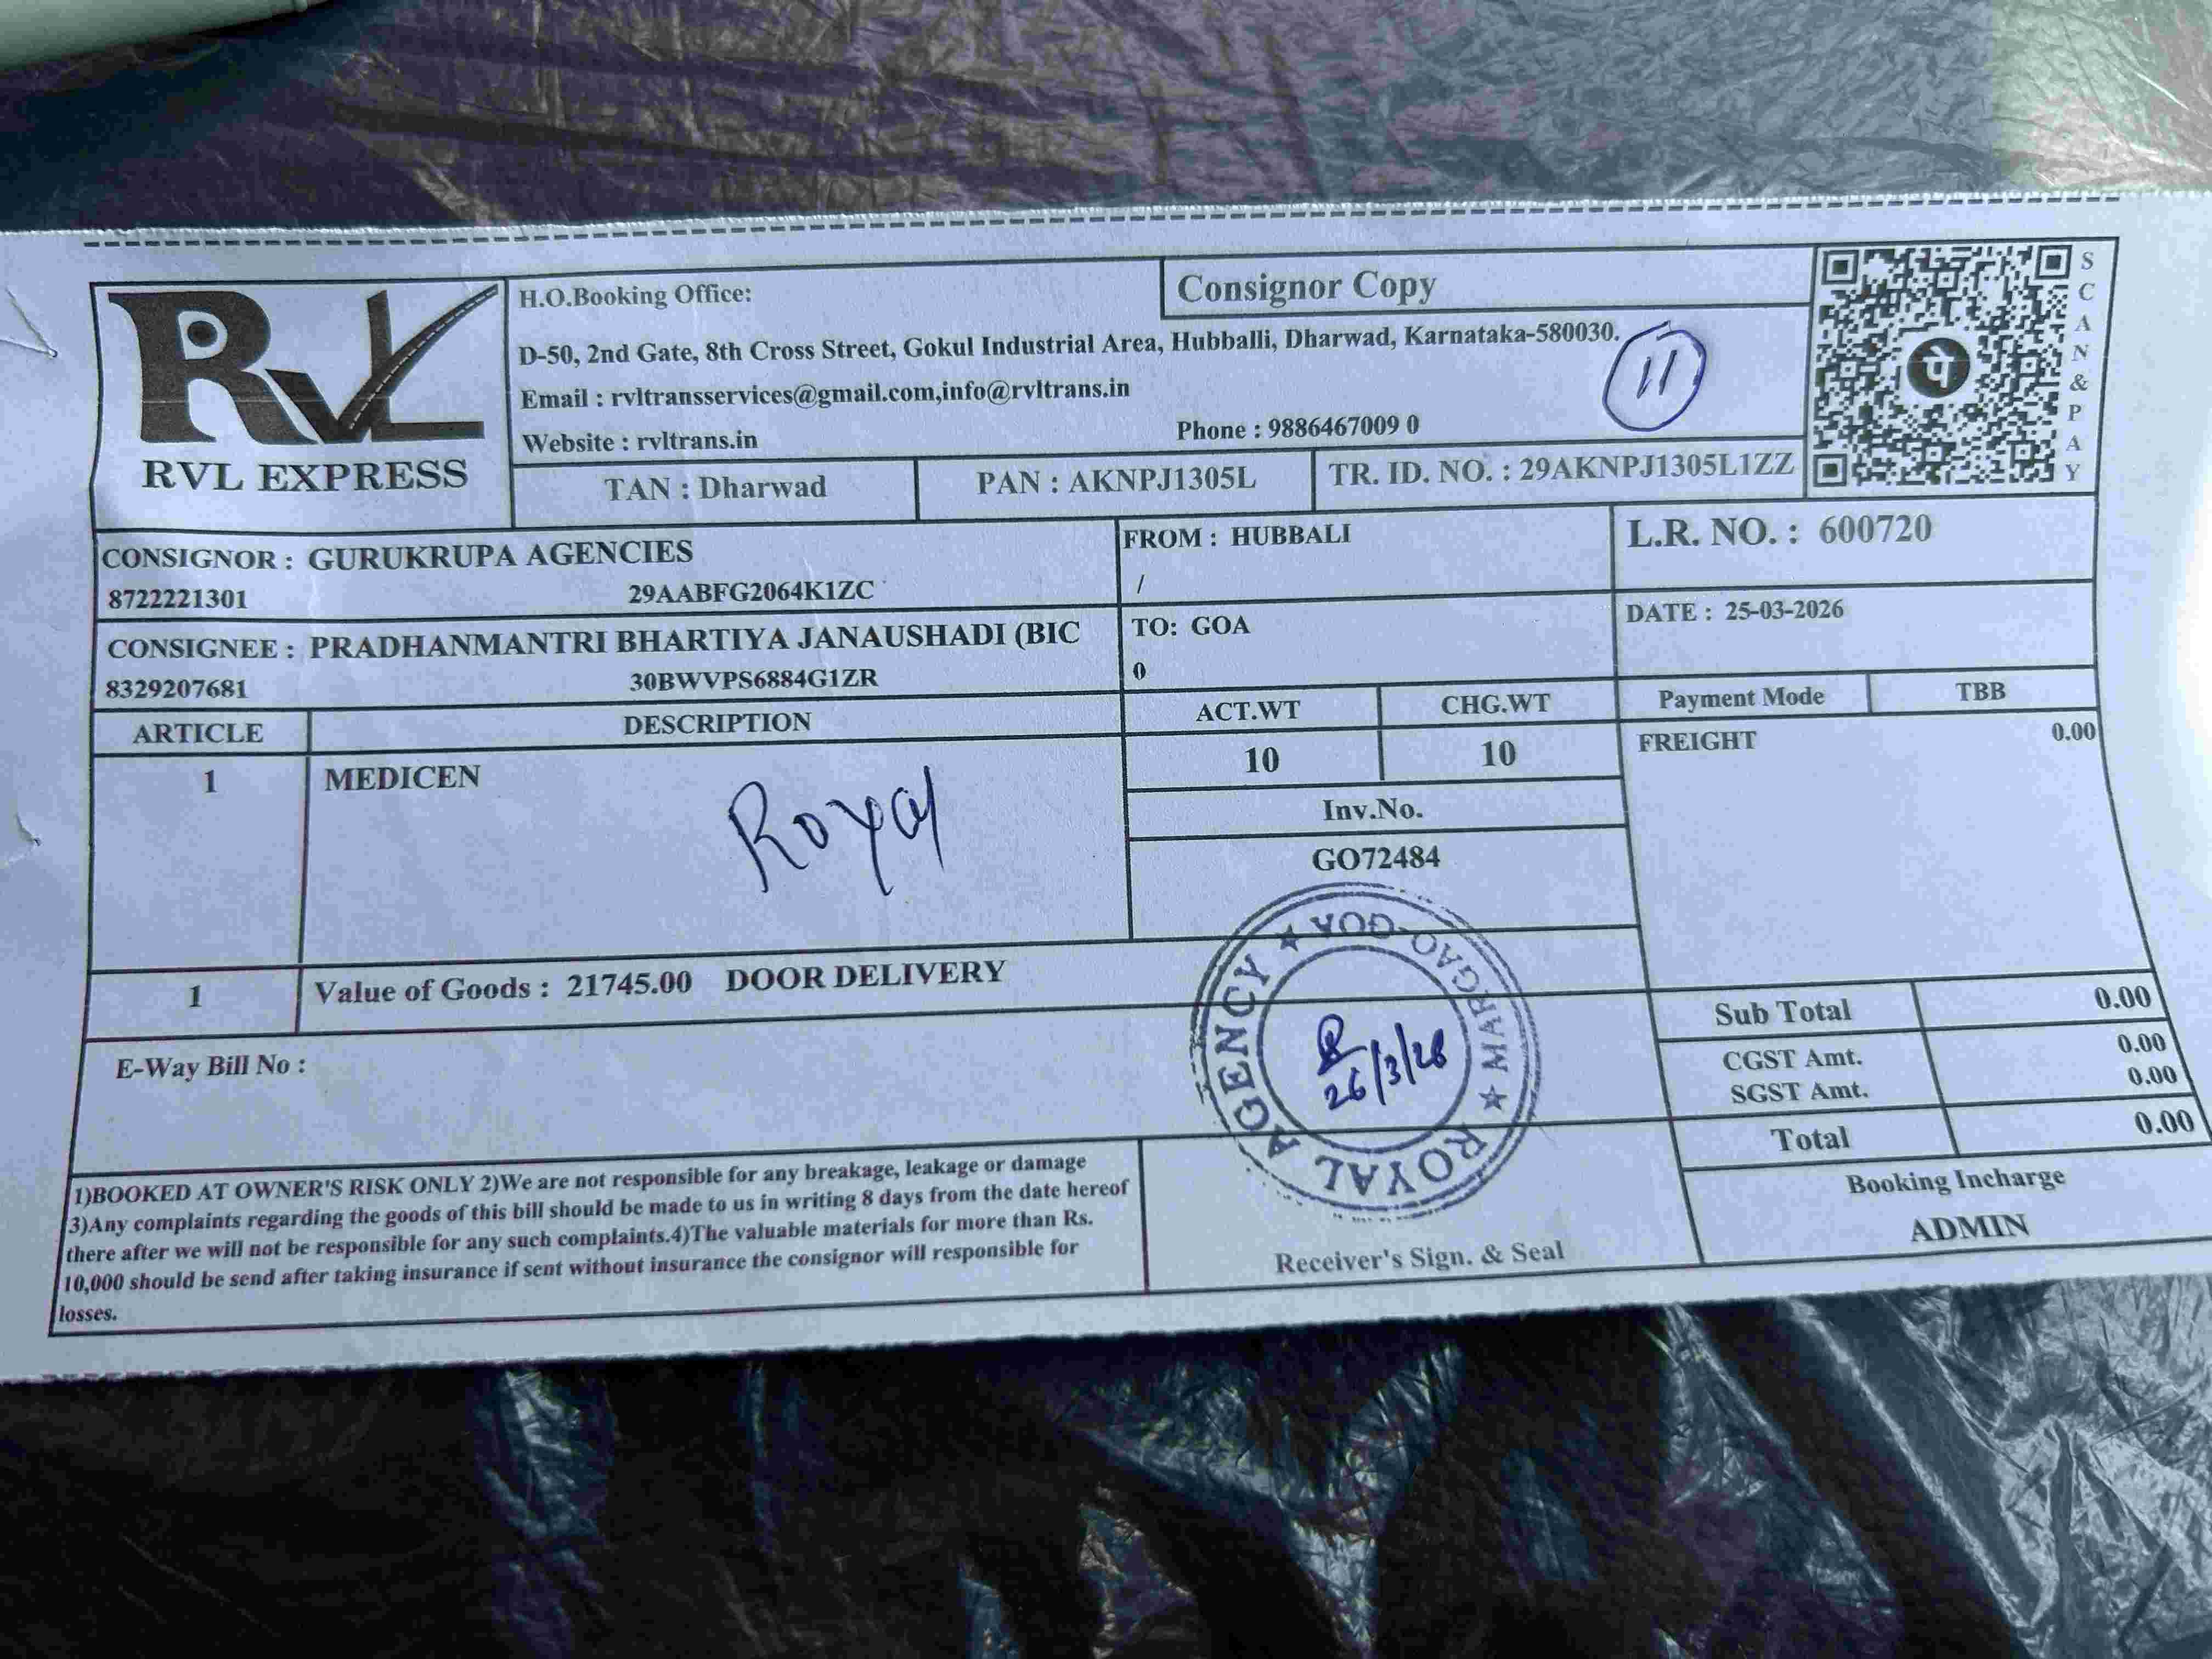 RVL
RVL EXPRESS
H.O.Booking Office:
Consignor Copy
D-50, 2nd Gate, 8th Cross Street, Gokul Industrial Area, Hubballi, Dharwad, Karnataka-580030.
11
Email : rvltransservices@gmail.com,info@rvltrans.in
Website : rvltrans.in
Phone : 9886467009 0
TAN : Dharwad
PAN : AKNPJ1305L
TR. ID. NO. : 29AKNPJ1305L1ZZ
पे
SCAN&PAY
CONSIGNOR : GURUKRUPA AGENCIES
8722221301 29AABFG2064K1ZC
FROM : HUBBALI
/
L.R. NO. : 600720
CONSIGNEE : PRADHANMANTRI BHARTIYA JANAUSHADI (BIC
8329207681 30BWVPS6884G1ZR
TO: GOA
0
DATE : 25-03-2026
ARTICLE DESCRIPTION
ACT.WT CHG.WT
Payment Mode TBB
1 MEDICEN
10 10
FREIGHT 0.00
Royal
Inv.No.
GO72484
1 Value of Goods : 21745.00 DOOR DELIVERY
E-Way Bill No :
ROYAL AGENCY ★ MARGAO-GOA ★
26/3/26
Sub Total 0.00
CGST Amt. 0.00
SGST Amt. 0.00
Total 0.00
1)BOOKED AT OWNER'S RISK ONLY 2)We are not responsible for any breakage, leakage or damage
3)Any complaints regarding the goods of this bill should be made to us in writing 8 days from the date hereof
there after we will not be responsible for any such complaints.4)The valuable materials for more than Rs.
10,000 should be send after taking insurance if sent without insurance the consignor will responsible for
losses.
Receiver's Sign. & Seal
Booking Incharge
ADMIN